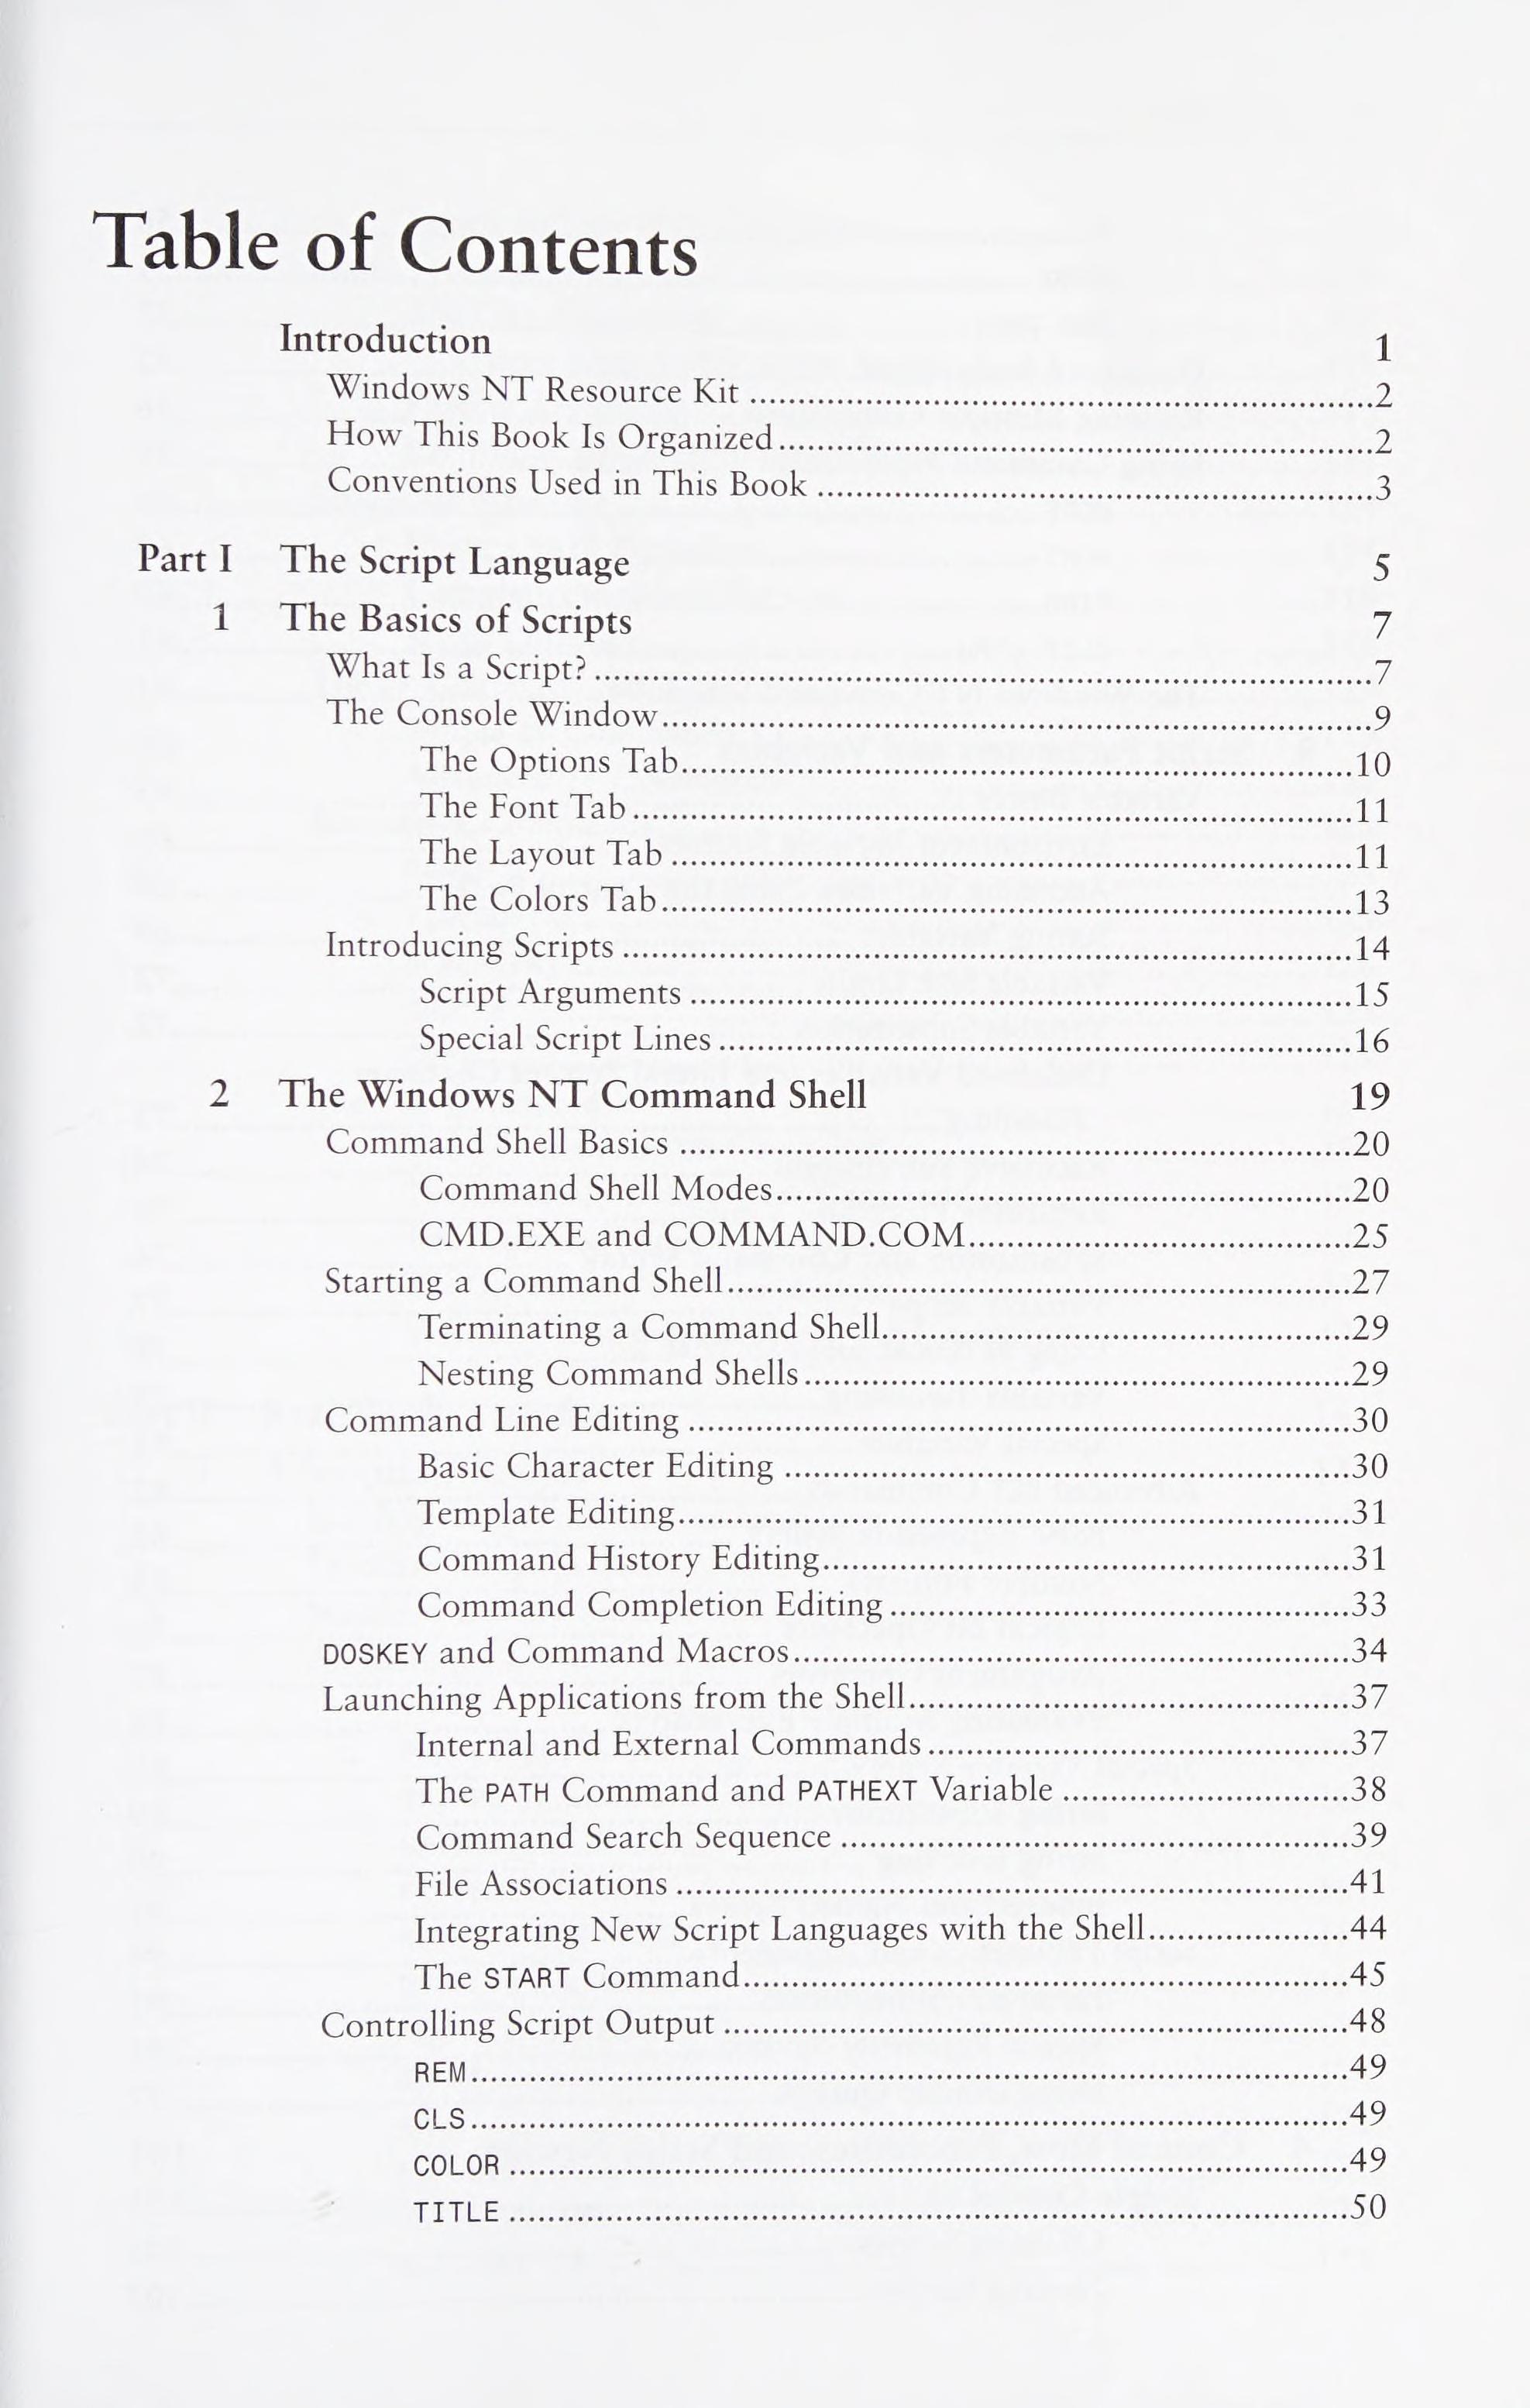 Table of Contents
Introduction 1
Windows NT Resource Kit ........ 2
How This Book Is Organized ........ 2
Conventions Used in This Book ........ 3
Part I The Script Language 5
1 The Basics of Scripts 7
What Is a Script? ........ 7
The Console Window ........ 9
The Options Tab ........ 10
The Font Tab ........ 11
The Layout Tab ........ 11
The Colors Tab ........ 13
Introducing Scripts ........ 14
Script Arguments ........ 15
Special Script Lines ........ 16
2 The Windows NT Command Shell 19
Command Shell Basics ........ 20
Command Shell Modes ........ 20
CMD.EXE and COMMAND.COM ........ 25
Starting a Command Shell ........ 27
Terminating a Command Shell ........ 29
Nesting Command Shells ........ 29
Command Line Editing ........ 30
Basic Character Editing ........ 30
Template Editing ........ 31
Command History Editing ........ 31
Command Completion Editing ........ 33
DOSKEY and Command Macros ........ 34
Launching Applications from the Shell ........ 37
Internal and External Commands ........ 37
The PATH Command and PATHEXT Variable ........ 38
Command Search Sequence ........ 39
File Associations ........ 41
Integrating New Script Languages with the Shell ........ 44
The START Command ........ 45
Controlling Script Output ........ 48
REM ........ 49
CLS ........ 49
COLOR ........ 49
TITLE ........ 50